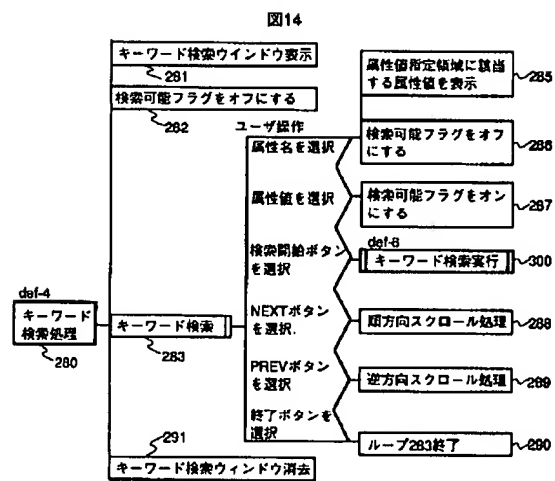 図14
キーワード検索ウインドウ表示
281
検索可能フラグをオフにする
282
ユーザ操作
属性名を選択
属性値指定領域に該当
する属性値を表示
285
検索可能フラグをオフ
にする
286
属性値を選択
検索可能フラグをオン
にする
287
検索開始ボタン
を選択
def-6
キーワード検索実行
300
def-4
キーワード
検索処理
280
キーワード検索
283
NEXTボタン
を選択.
順方向スクロール処理
288
PREVボタン
を選択
逆方向スクロール処理
289
終了ボタンを
選択
ループ283終了
290
291
キーワード検索ウィンドウ消去